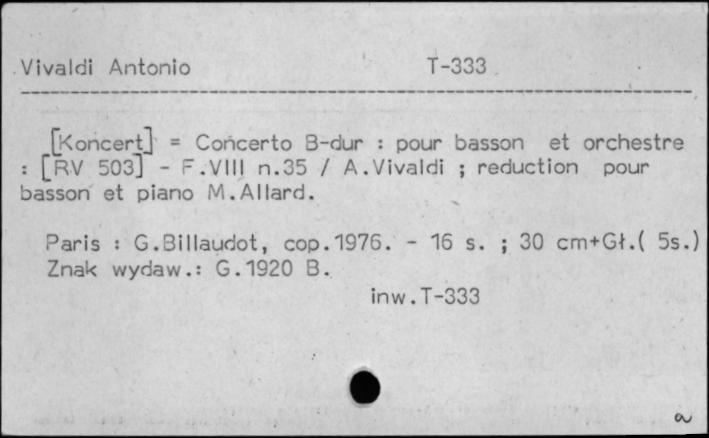 Vivaldi Antonio T-333
[Koncert] = Concerto B-dur : pour basson et orchestre
: [RV 503] - F.VIII n.35 / A.Vivaldi ; reduction pour
basson et piano M.Allard.
Paris : G.Billaudot, cop.1976. - 16 s. ; 30 cm+Gł.( 5s.)
Znak wydaw.: G.1920 B.
inw.T-333
a